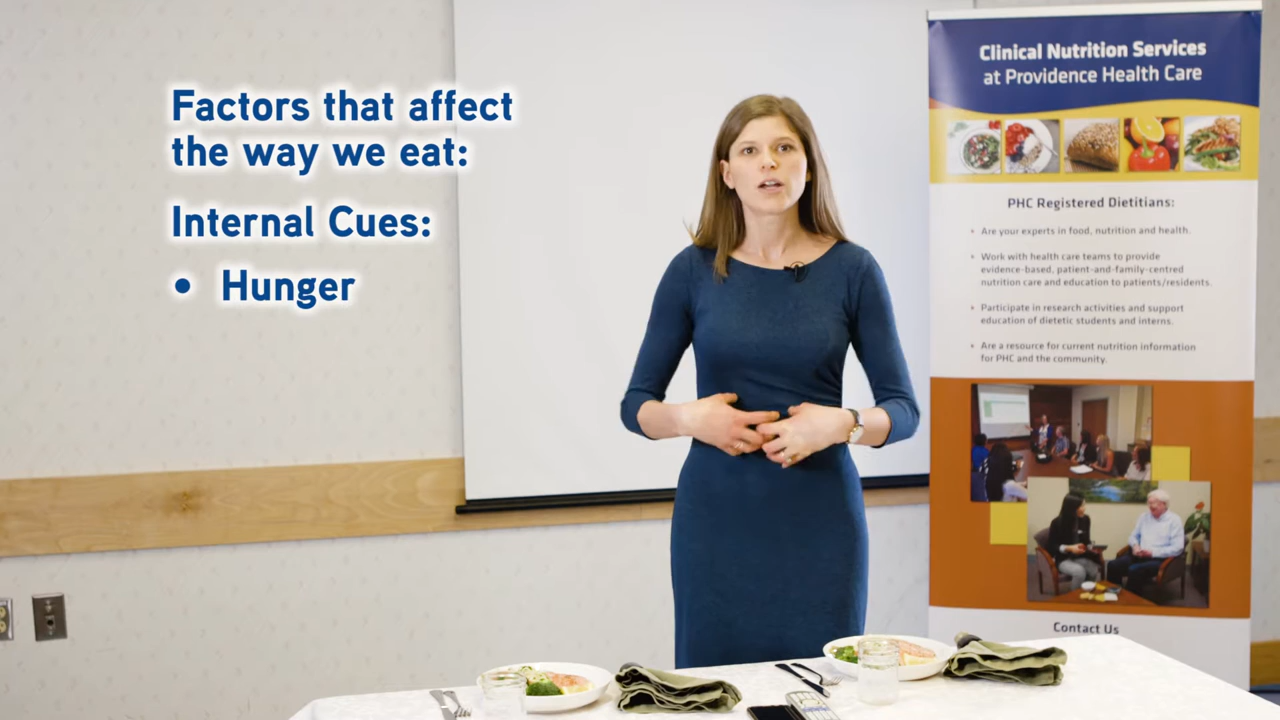 Factors that affect
the way we eat:
Internal Cues:
• Hunger
Clinical Nutrition Services
at Providence Health Care
PHC Registered Dietitians:
• Are your experts in food, nutrition and health.
• Work with health care teams to provide
evidence-based, patient-and-family-centred
nutrition care and education to patients/residents.
• Participate in research activities and support
education of dietetic students and interns.
• Are a resource for current nutrition information
for PHC and the community.
Contact Us